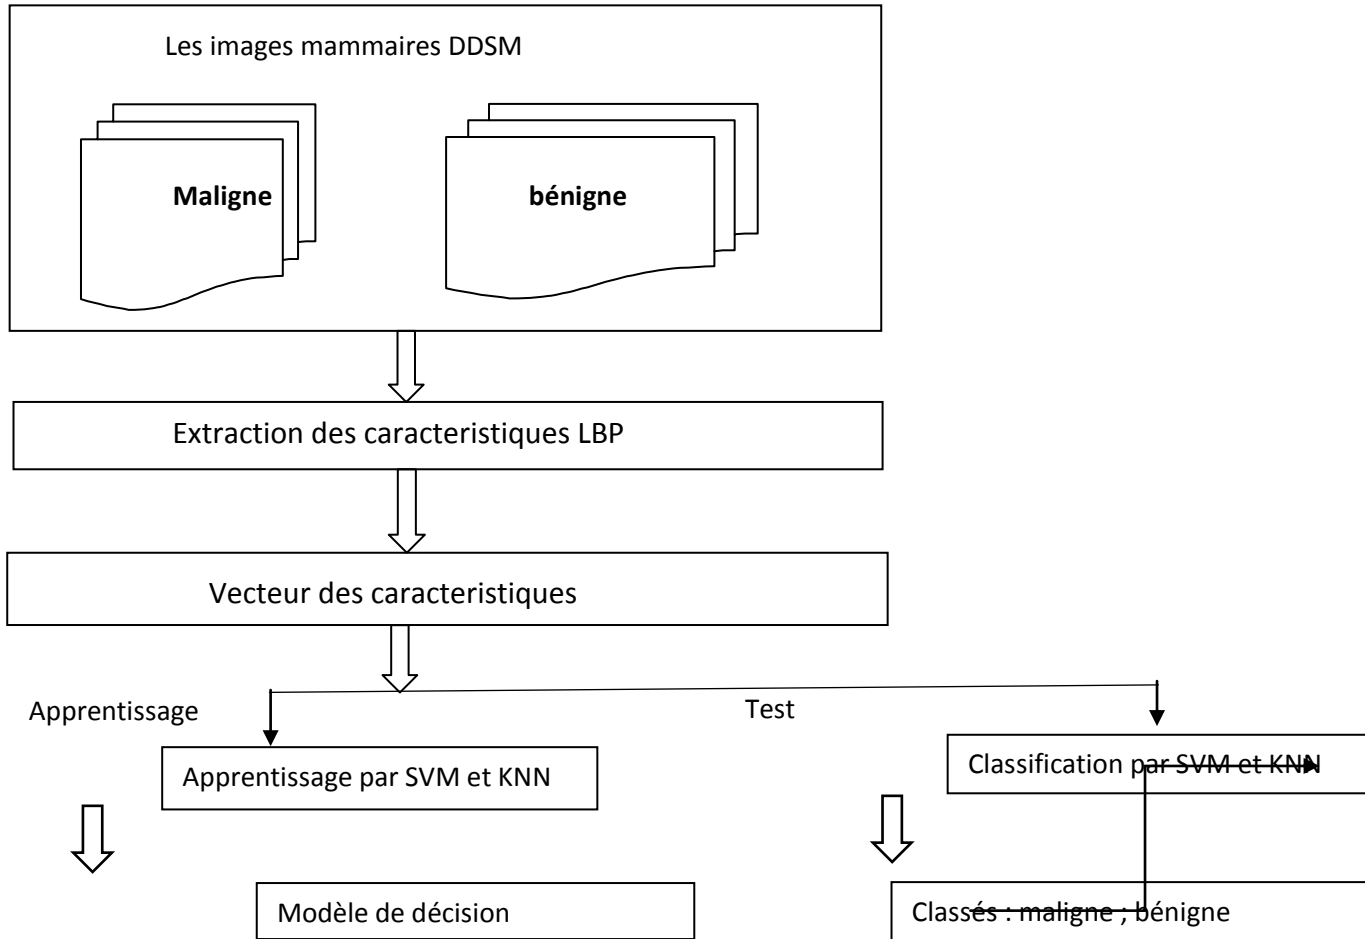 Les images mammaires DDSM
Maligne
bénigne
Extraction des caracteristiques LBP
Vecteur des caracteristiques
Apprentissage
Test
Apprentissage par SVM et KNN
Classification par SVM et KNN
Modèle de décision
Classés : maligne ; bénigne